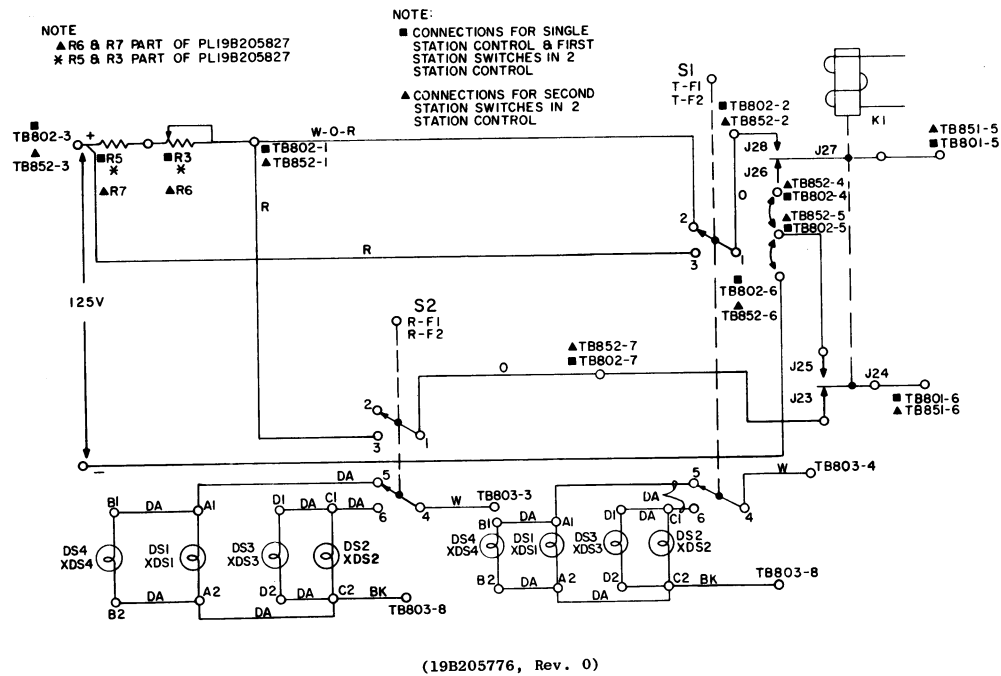 NOTE
▲R6 & R7 PART OF PL19B205827
* R5 & R3 PART OF PL19B205827
NOTE:
■ CONNECTIONS FOR SINGLE
STATION CONTROL & FIRST
STATION SWITCHES IN 2
STATION CONTROL
▲ CONNECTIONS FOR SECOND
STATION SWITCHES IN 2
STATION CONTROL
S1
T-F1
T-F2
K1
■
TB802-3
▲
TB852-3
+
■R5
*
▲R7
■R3
*
▲R6
■TB802-1
▲TB852-1
W-O-R
■TB802-2
▲TB852-2
J28
J27
J26
▲TB851-5
■TB801-5
▲TB852-4
■TB802-4
▲TB852-5
■TB802-5
O
R
R
2
3
1
■
TB802-6
▲
TB852-6
125V
S2
R-F1
R-F2
▲TB852-7
■TB802-7
O
J25
J24
J23
■TB801-6
▲TB851-6
2
3
1
–
DA
5
6
4
W
TB803-3
B1
DA
A1
D1
DA
C1
DA
DS4
XDS4
DS1
XDS1
DS3
XDS3
DS2
XDS2
B2
DA
A2
D2
DA
C2
BK
TB803-8
DA
5
DA
6
4
W
TB803-4
B1
DA
A1
D1
DA
C1
DS4
XDS4
DS1
XDS1
DS3
XDS3
DS2
XDS2
B2
DA
A2
D2
C2
BK
TB803-8
DA
(19B205776, Rev. 0)